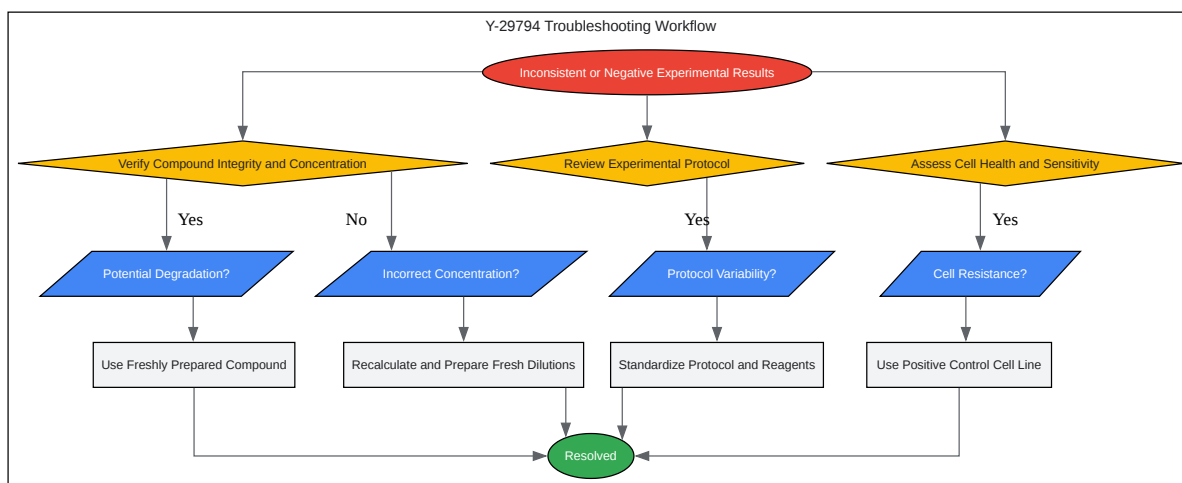 Y-29794 Troubleshooting Workflow
Inconsistent or Negative Experimental Results
Verify Compound Integrity and Concentration
Review Experimental Protocol
Assess Cell Health and Sensitivity
Yes
No
Yes
Yes
Potential Degradation?
Incorrect Concentration?
Protocol Variability?
Cell Resistance?
Use Freshly Prepared Compound
Recalculate and Prepare Fresh Dilutions
Standardize Protocol and Reagents
Use Positive Control Cell Line
Resolved